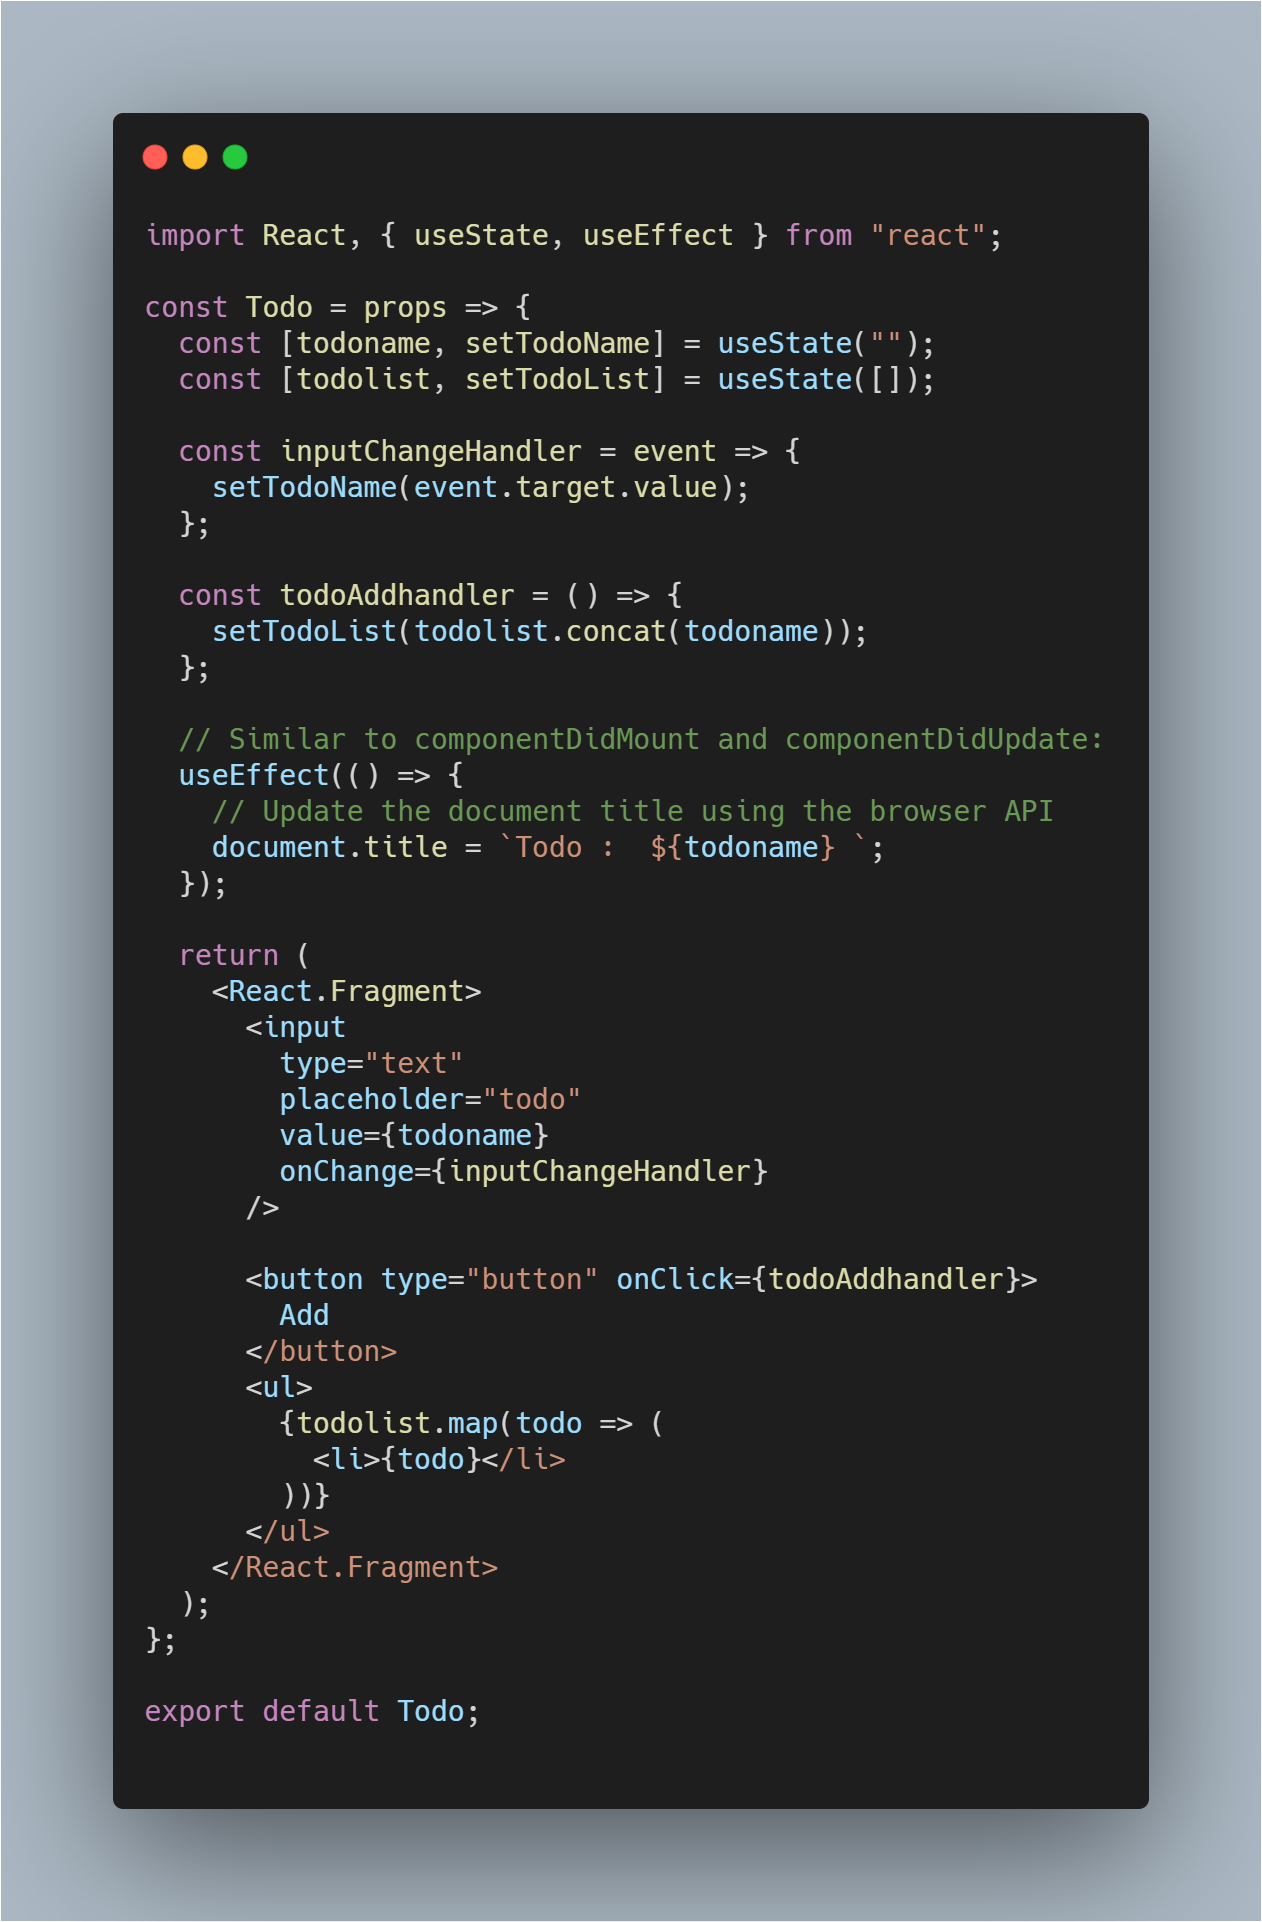 import React, { useState, useEffect } from "react";

const Todo = props => {
  const [todoname, setTodoName] = useState("");
  const [todolist, setTodoList] = useState([]);

  const inputChangeHandler = event => {
    setTodoName(event.target.value);
  };

  const todoAddhandler = () => {
    setTodoList(todolist.concat(todoname));
  };

  // Similar to componentDidMount and componentDidUpdate:
  useEffect(() => {
    // Update the document title using the browser API
    document.title = `Todo :  ${todoname} `;
  });

  return (
    <React.Fragment>
      <input
        type="text"
        placeholder="todo"
        value={todoname}
        onChange={inputChangeHandler}
      />

      <button type="button" onClick={todoAddhandler}>
        Add
      </button>
      <ul>
        {todolist.map(todo => (
          <li>{todo}</li>
        ))}
      </ul>
    </React.Fragment>
  );
};

export default Todo;